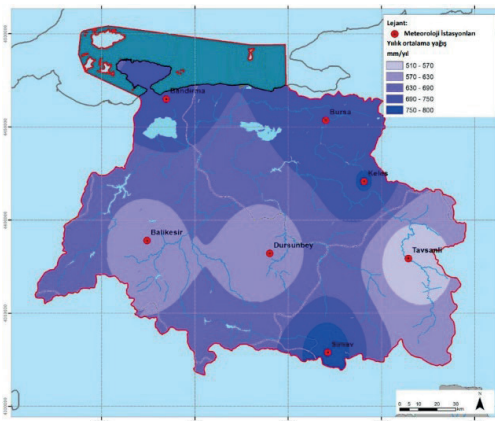 Lejant:
Meteoroloji İstasyonları
Yıllık ortalama yağış
mm/yıl
510 - 570
570 - 630
630 - 690
690 - 750
750 - 800
Bandırma
Bursa
Keles
Balıkesir
Dursunbey
Tavşanlı
Simav
N
0 5 10 20 30
km